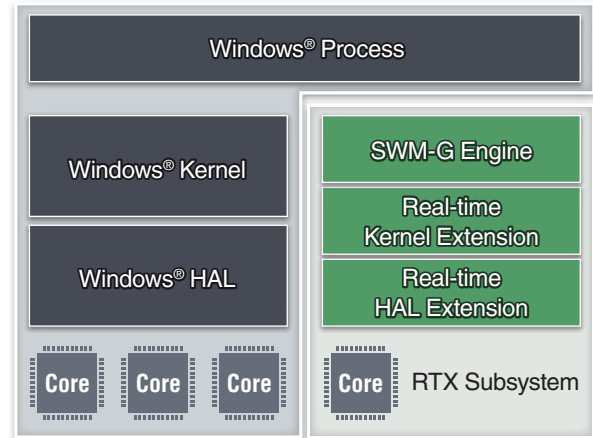 Windows® Process
Windows® Kernel
Windows® HAL
Core
Core
Core
SWM-G Engine
Real-time
Kernel Extension
Real-time
HAL Extension
Core
RTX Subsystem